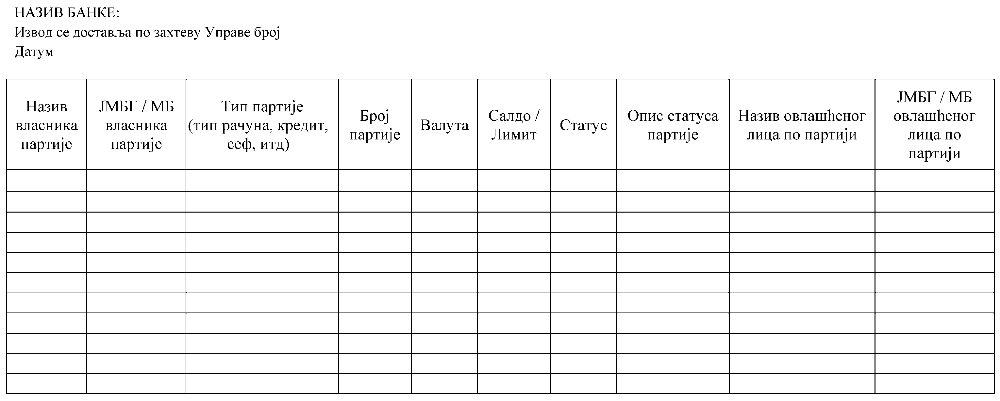 НАЗИВ БАНКЕ:
Извод се доставља по захтеву Управе број
Датум
Назив
власника
партије
ЈМБГ / МБ
власника
партије
Тип партије
(тип рачуна, кредит,
сеф, итд)
Број
партије
Валута
Салдо /
Лимит
Статус
Опис статуса
партије
Назив овлашћеног
лица по партији
ЈМБГ / МБ
овлашћеног
лица по
партији